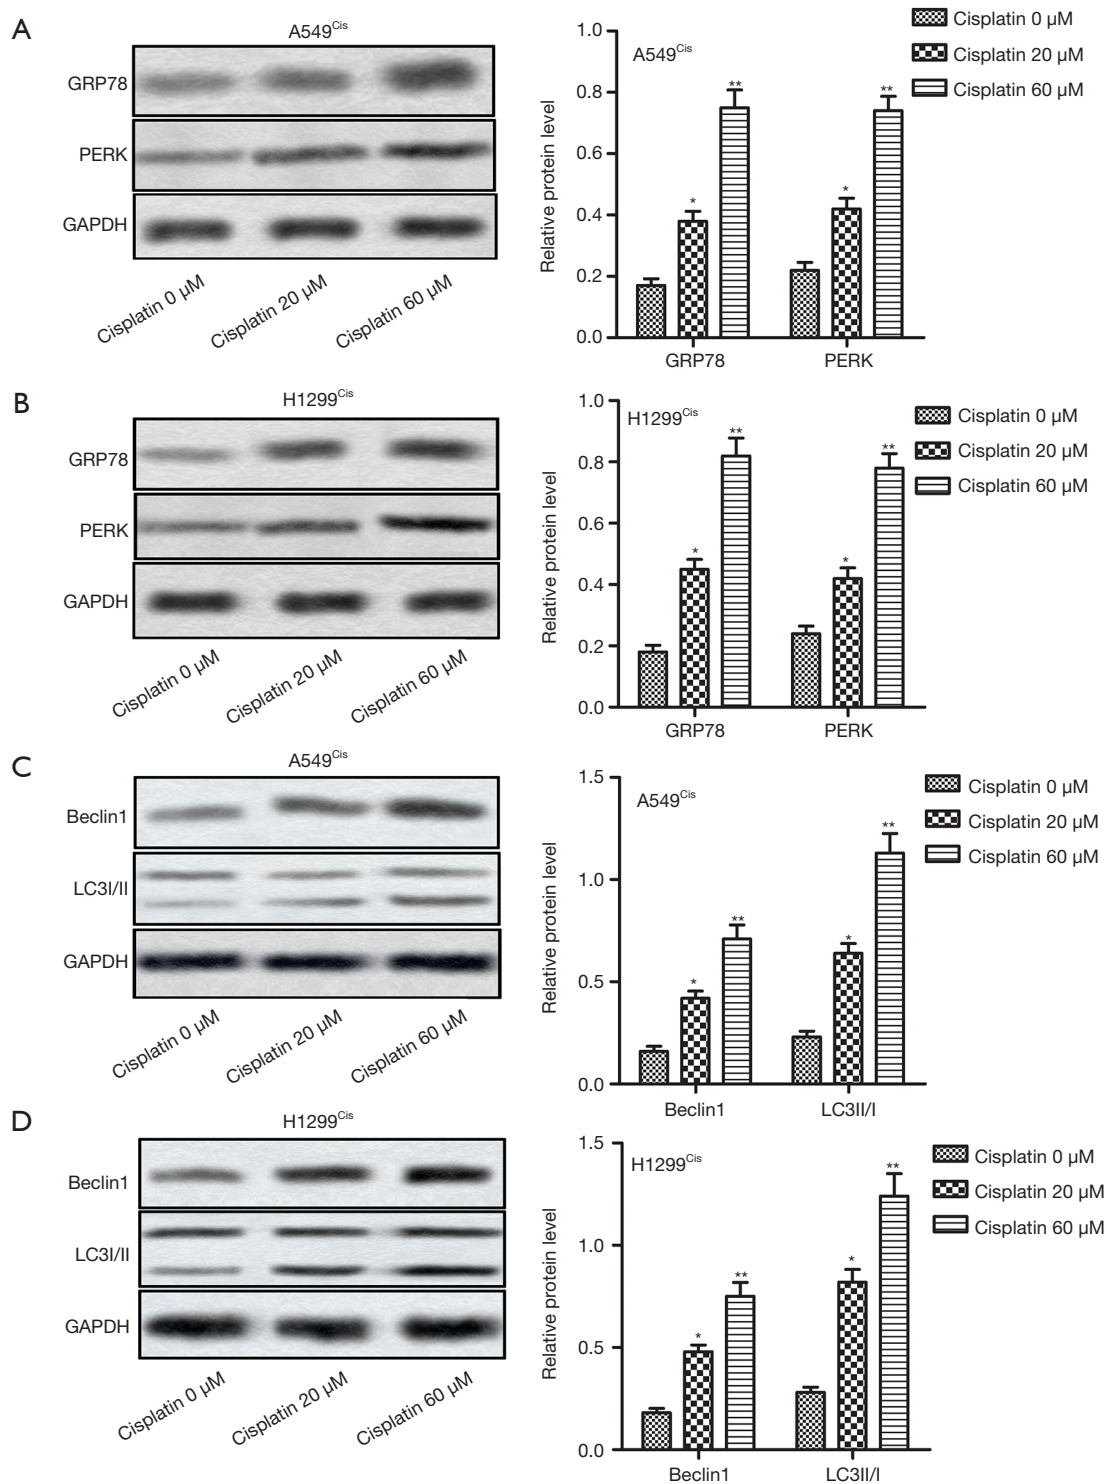 A
A549Cis
GRP78
PERK
GAPDH
Cisplatin 0 µM
Cisplatin 20 µM
Cisplatin 60 µM
Relative protein level
1.0
0.8
0.6
0.4
0.2
0.0
A549Cis
*
**
*
**
GRP78
PERK
Cisplatin 0 µM
Cisplatin 20 µM
Cisplatin 60 µM
B
H1299Cis
GRP78
PERK
GAPDH
Cisplatin 0 µM
Cisplatin 20 µM
Cisplatin 60 µM
Relative protein level
1.0
0.8
0.6
0.4
0.2
0.0
H1299Cis
*
**
*
**
GRP78
PERK
Cisplatin 0 µM
Cisplatin 20 µM
Cisplatin 60 µM
C
A549Cis
Beclin1
LC3I/II
GAPDH
Cisplatin 0 µM
Cisplatin 20 µM
Cisplatin 60 µM
Relative protein level
1.5
1.0
0.5
0.0
A549Cis
*
**
*
**
Beclin1
LC3II/I
Cisplatin 0 µM
Cisplatin 20 µM
Cisplatin 60 µM
D
H1299Cis
Beclin1
LC3I/II
GAPDH
Cisplatin 0 µM
Cisplatin 20 µM
Cisplatin 60 µM
Relative protein level
1.5
1.0
0.5
0.0
H1299Cis
*
**
*
**
Beclin1
LC3II/I
Cisplatin 0 µM
Cisplatin 20 µM
Cisplatin 60 µM